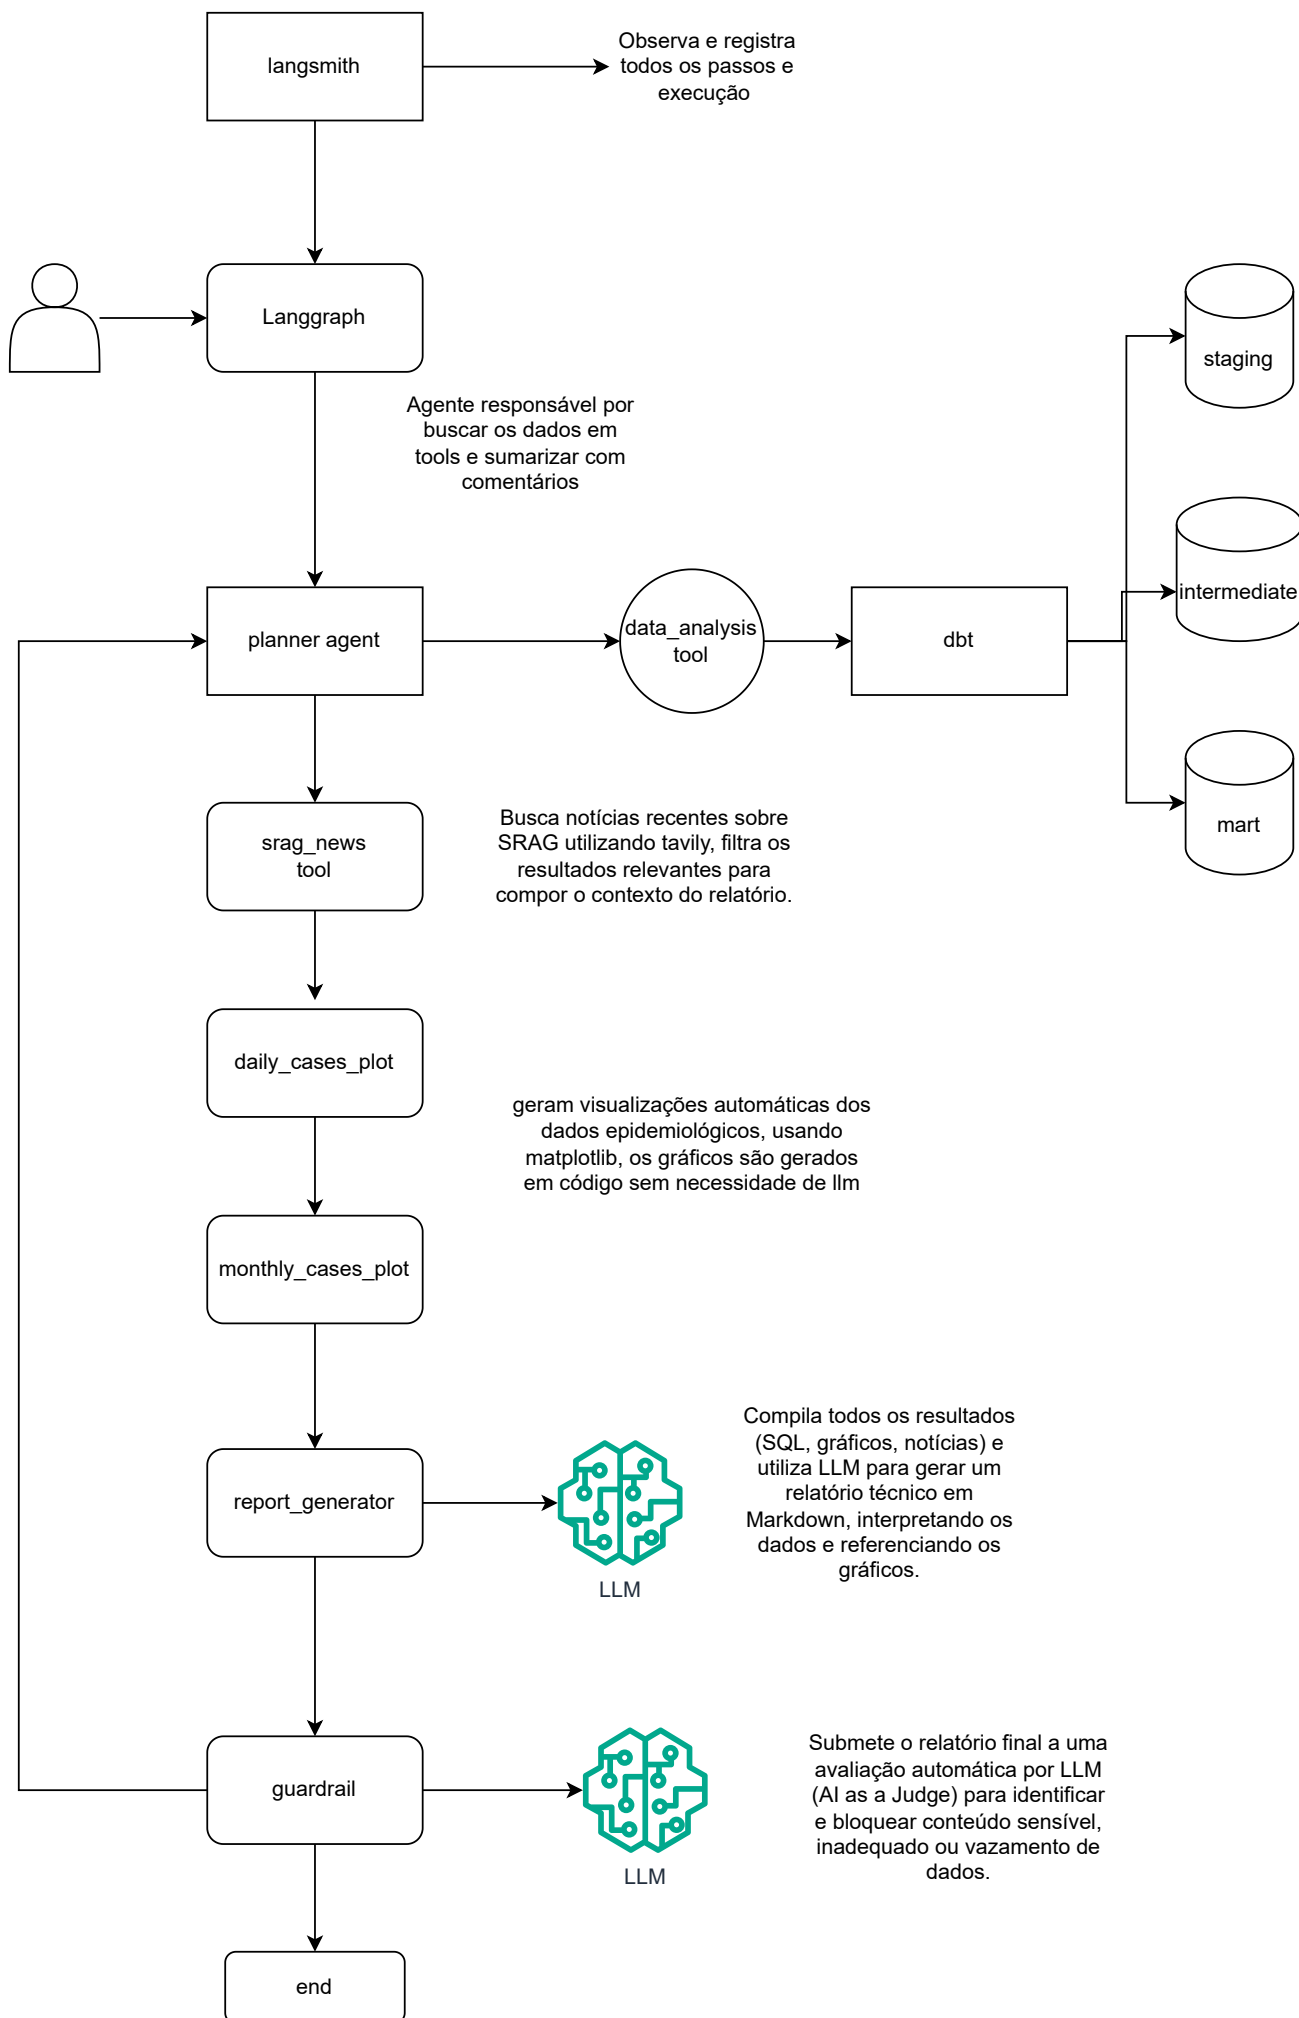 langsmith
Observa e registra
todos os passos e
execução
Langgraph
staging
Agente responsável por
buscar os dados em
tools e sumarizar com
comentários
intermediate
planner agent
data_analysis
tool
dbt
mart
srag_news
tool
Busca notícias recentes sobre
SRAG utilizando tavily, filtra os
resultados relevantes para
compor o contexto do relatório.
daily_cases_plot
geram visualizações automáticas dos
dados epidemiológicos, usando
matplotlib, os gráficos são gerados
em código sem necessidade de llm
monthly_cases_plot
report_generator
LLM
Compila todos os resultados
(SQL, gráficos, notícias) e
utiliza LLM para gerar um
relatório técnico em
Markdown, interpretando os
dados e referenciando os
gráficos.
guardrail
LLM
Submete o relatório final a uma
avaliação automática por LLM
(AI as a Judge) para identificar
e bloquear conteúdo sensível,
inadequado ou vazamento de
dados.
end